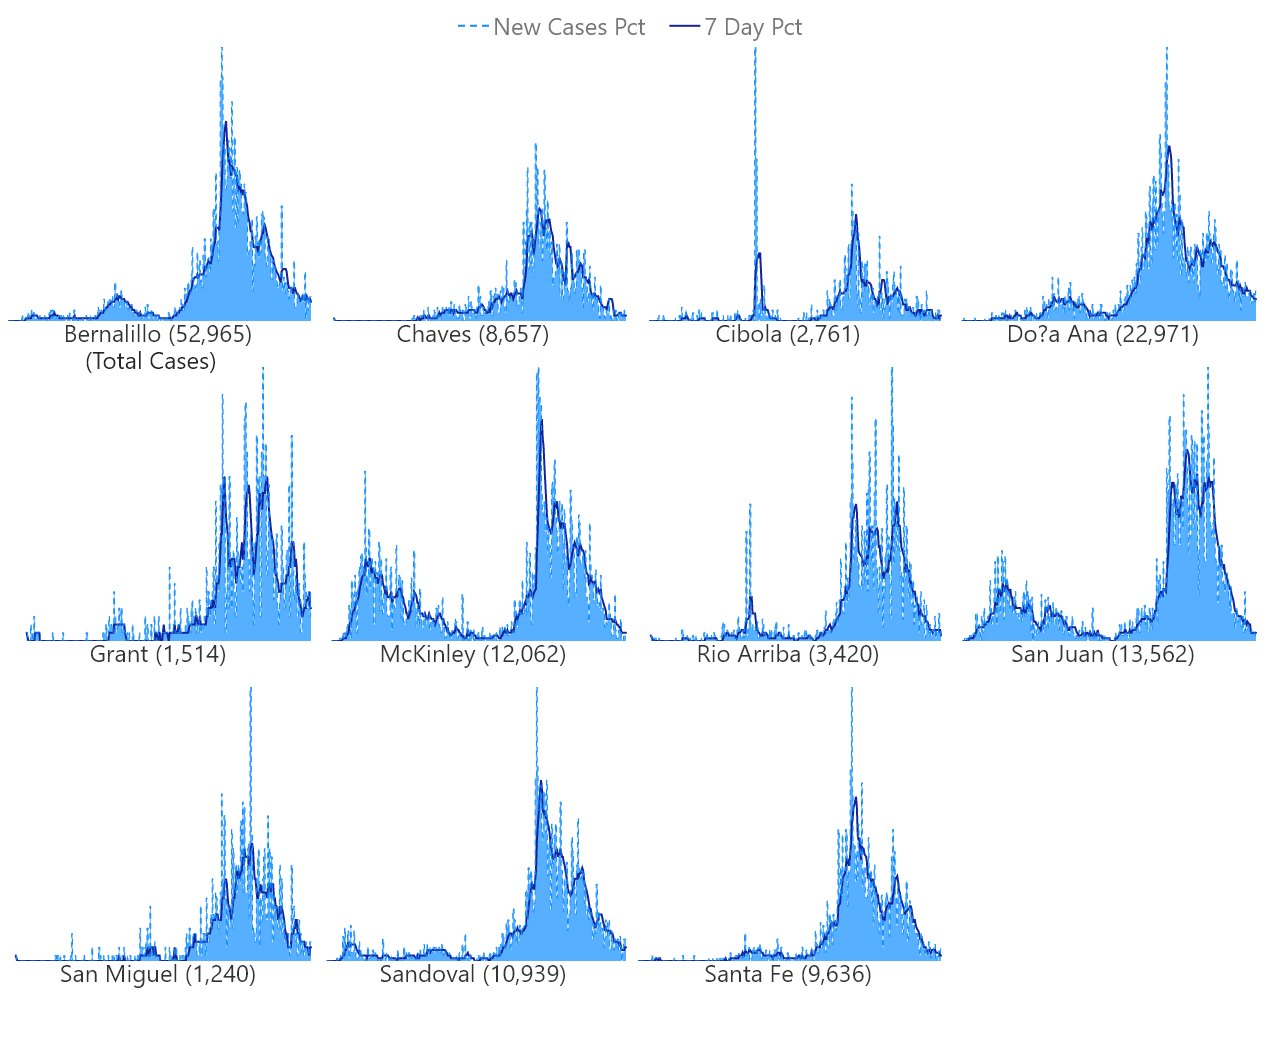 New Cases Pct 7 Day Pct
Bernalillo (52,965) Chaves (8,657) Cibola (2,761) Do?a Ana (22,971)
(Total Cases)
Grant (1,514) McKinley (12,062) Rio Arriba (3,420) San Juan (13,562)
San Miguel (1,240) Sandoval (10,939) Santa Fe (9,636)